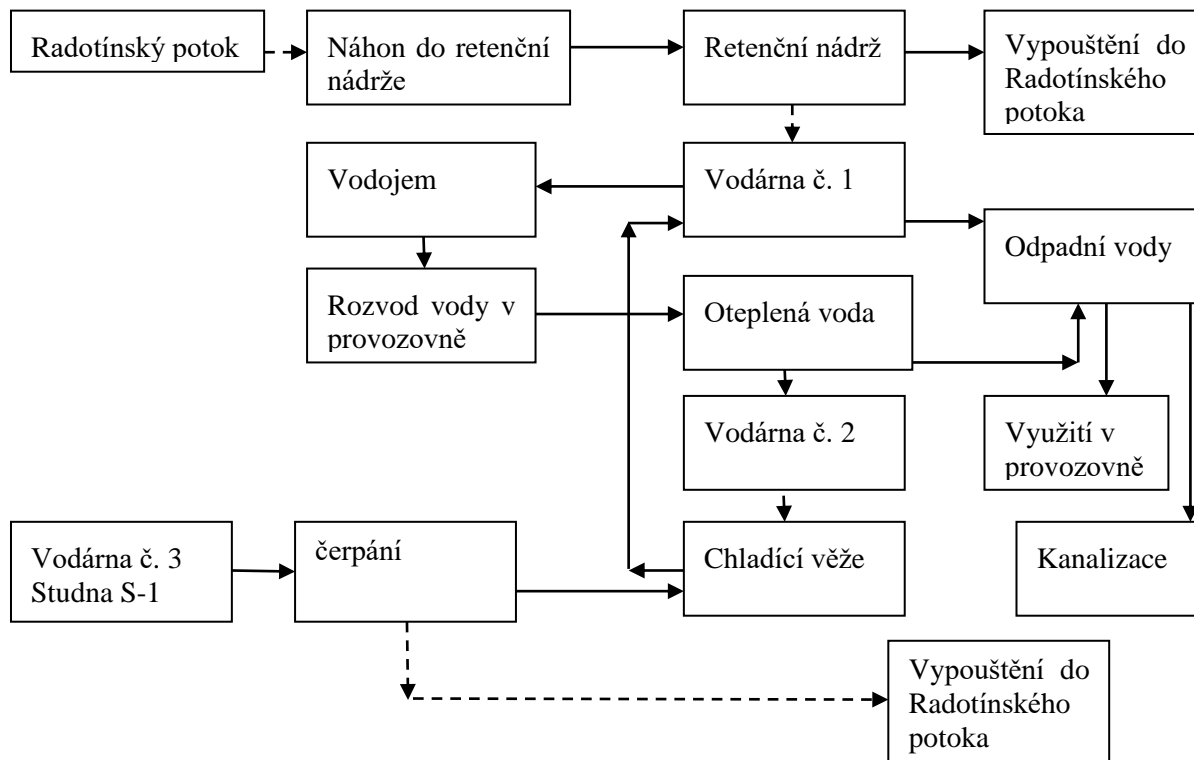 Radotínský potok
Náhon do retenční
nádrže
Retenční nádrž
Vypouštění do
Radotínského
potoka
Vodojem
Vodárna č. 1
Odpadní vody
Rozvod vody v
provozovně
Oteplená voda
Vodárna č. 2
Využití v
provozovně
Vodárna č. 3
Studna S-1
čerpání
Chladící věže
Kanalizace
Vypouštění do
Radotínského
potoka